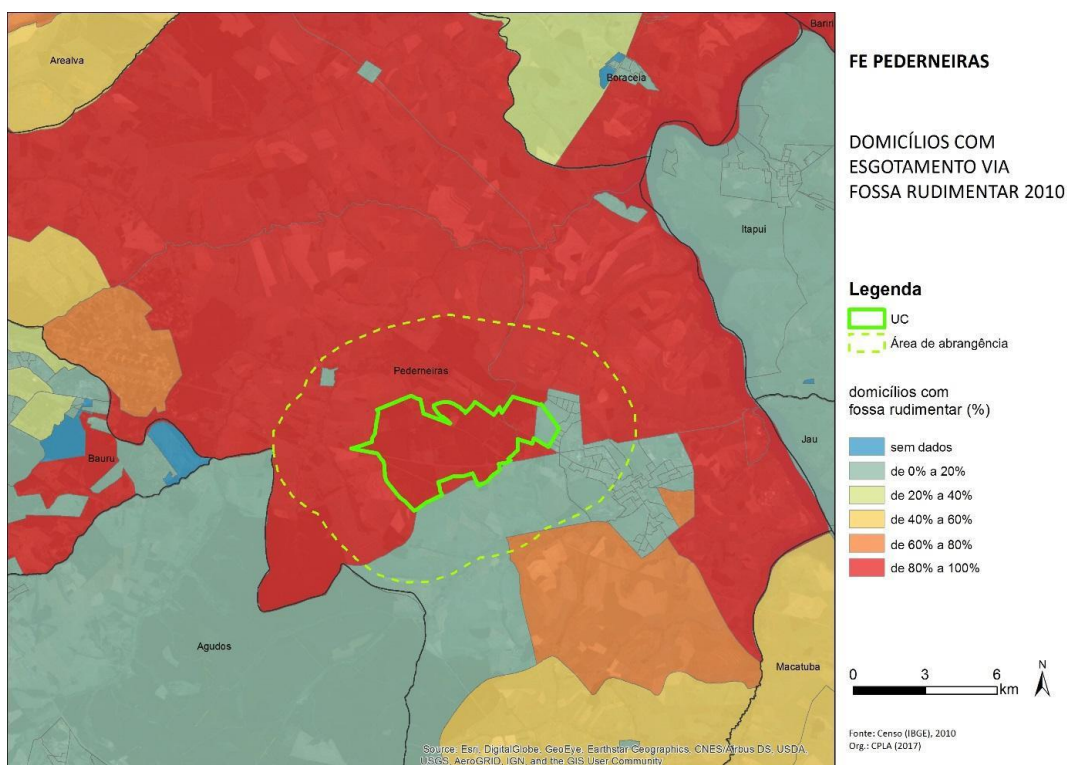 Arealva
Boraceia
Bariri
Itapuí
Pederneiras
Bauru
Jau
Agudos
Macatuba
Source: Esri, DigitalGlobe, GeoEye, Earthstar Geographics, CNES/Airbus DS, USDA,
USGS, AeroGRID, IGN, and the GIS User Community
FE PEDERNEIRAS
DOMICÍLIOS COM
ESGOTAMENTO VIA
FOSSA RUDIMENTAR 2010
Legenda
UC
Área de abrangência
domicílios com
fossa rudimentar (%)
sem dados
de 0% a 20%
de 20% a 40%
de 40% a 60%
de 60% a 80%
de 80% a 100%
0 3 6
km
N
Fonte: Censo (IBGE), 2010
Org.: CPLA (2017)